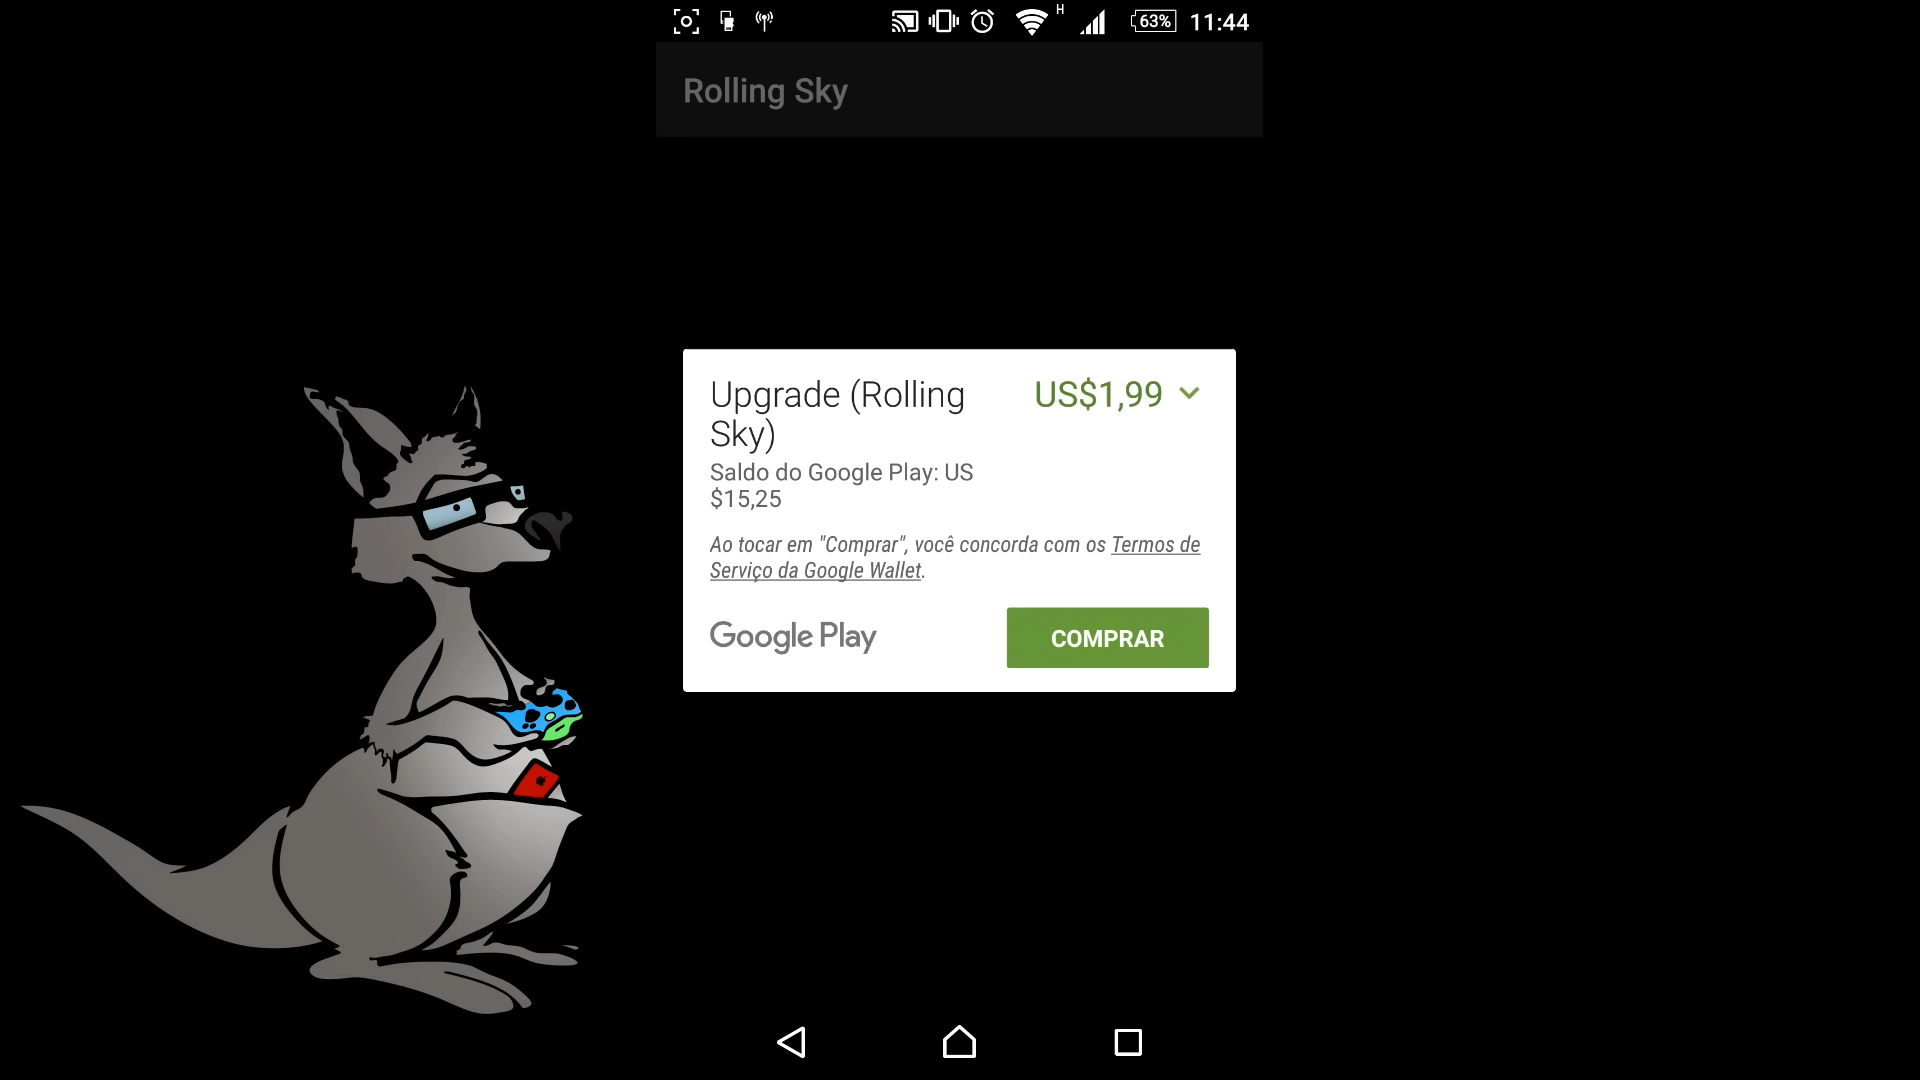 H 63% 11:44
Rolling Sky
Upgrade (Rolling US$1,99
Sky)
Saldo do Google Play: US
$15,25
Ao tocar em "Comprar", você concorda com os Termos de
Serviço da Google Wallet.
Google Play COMPRAR